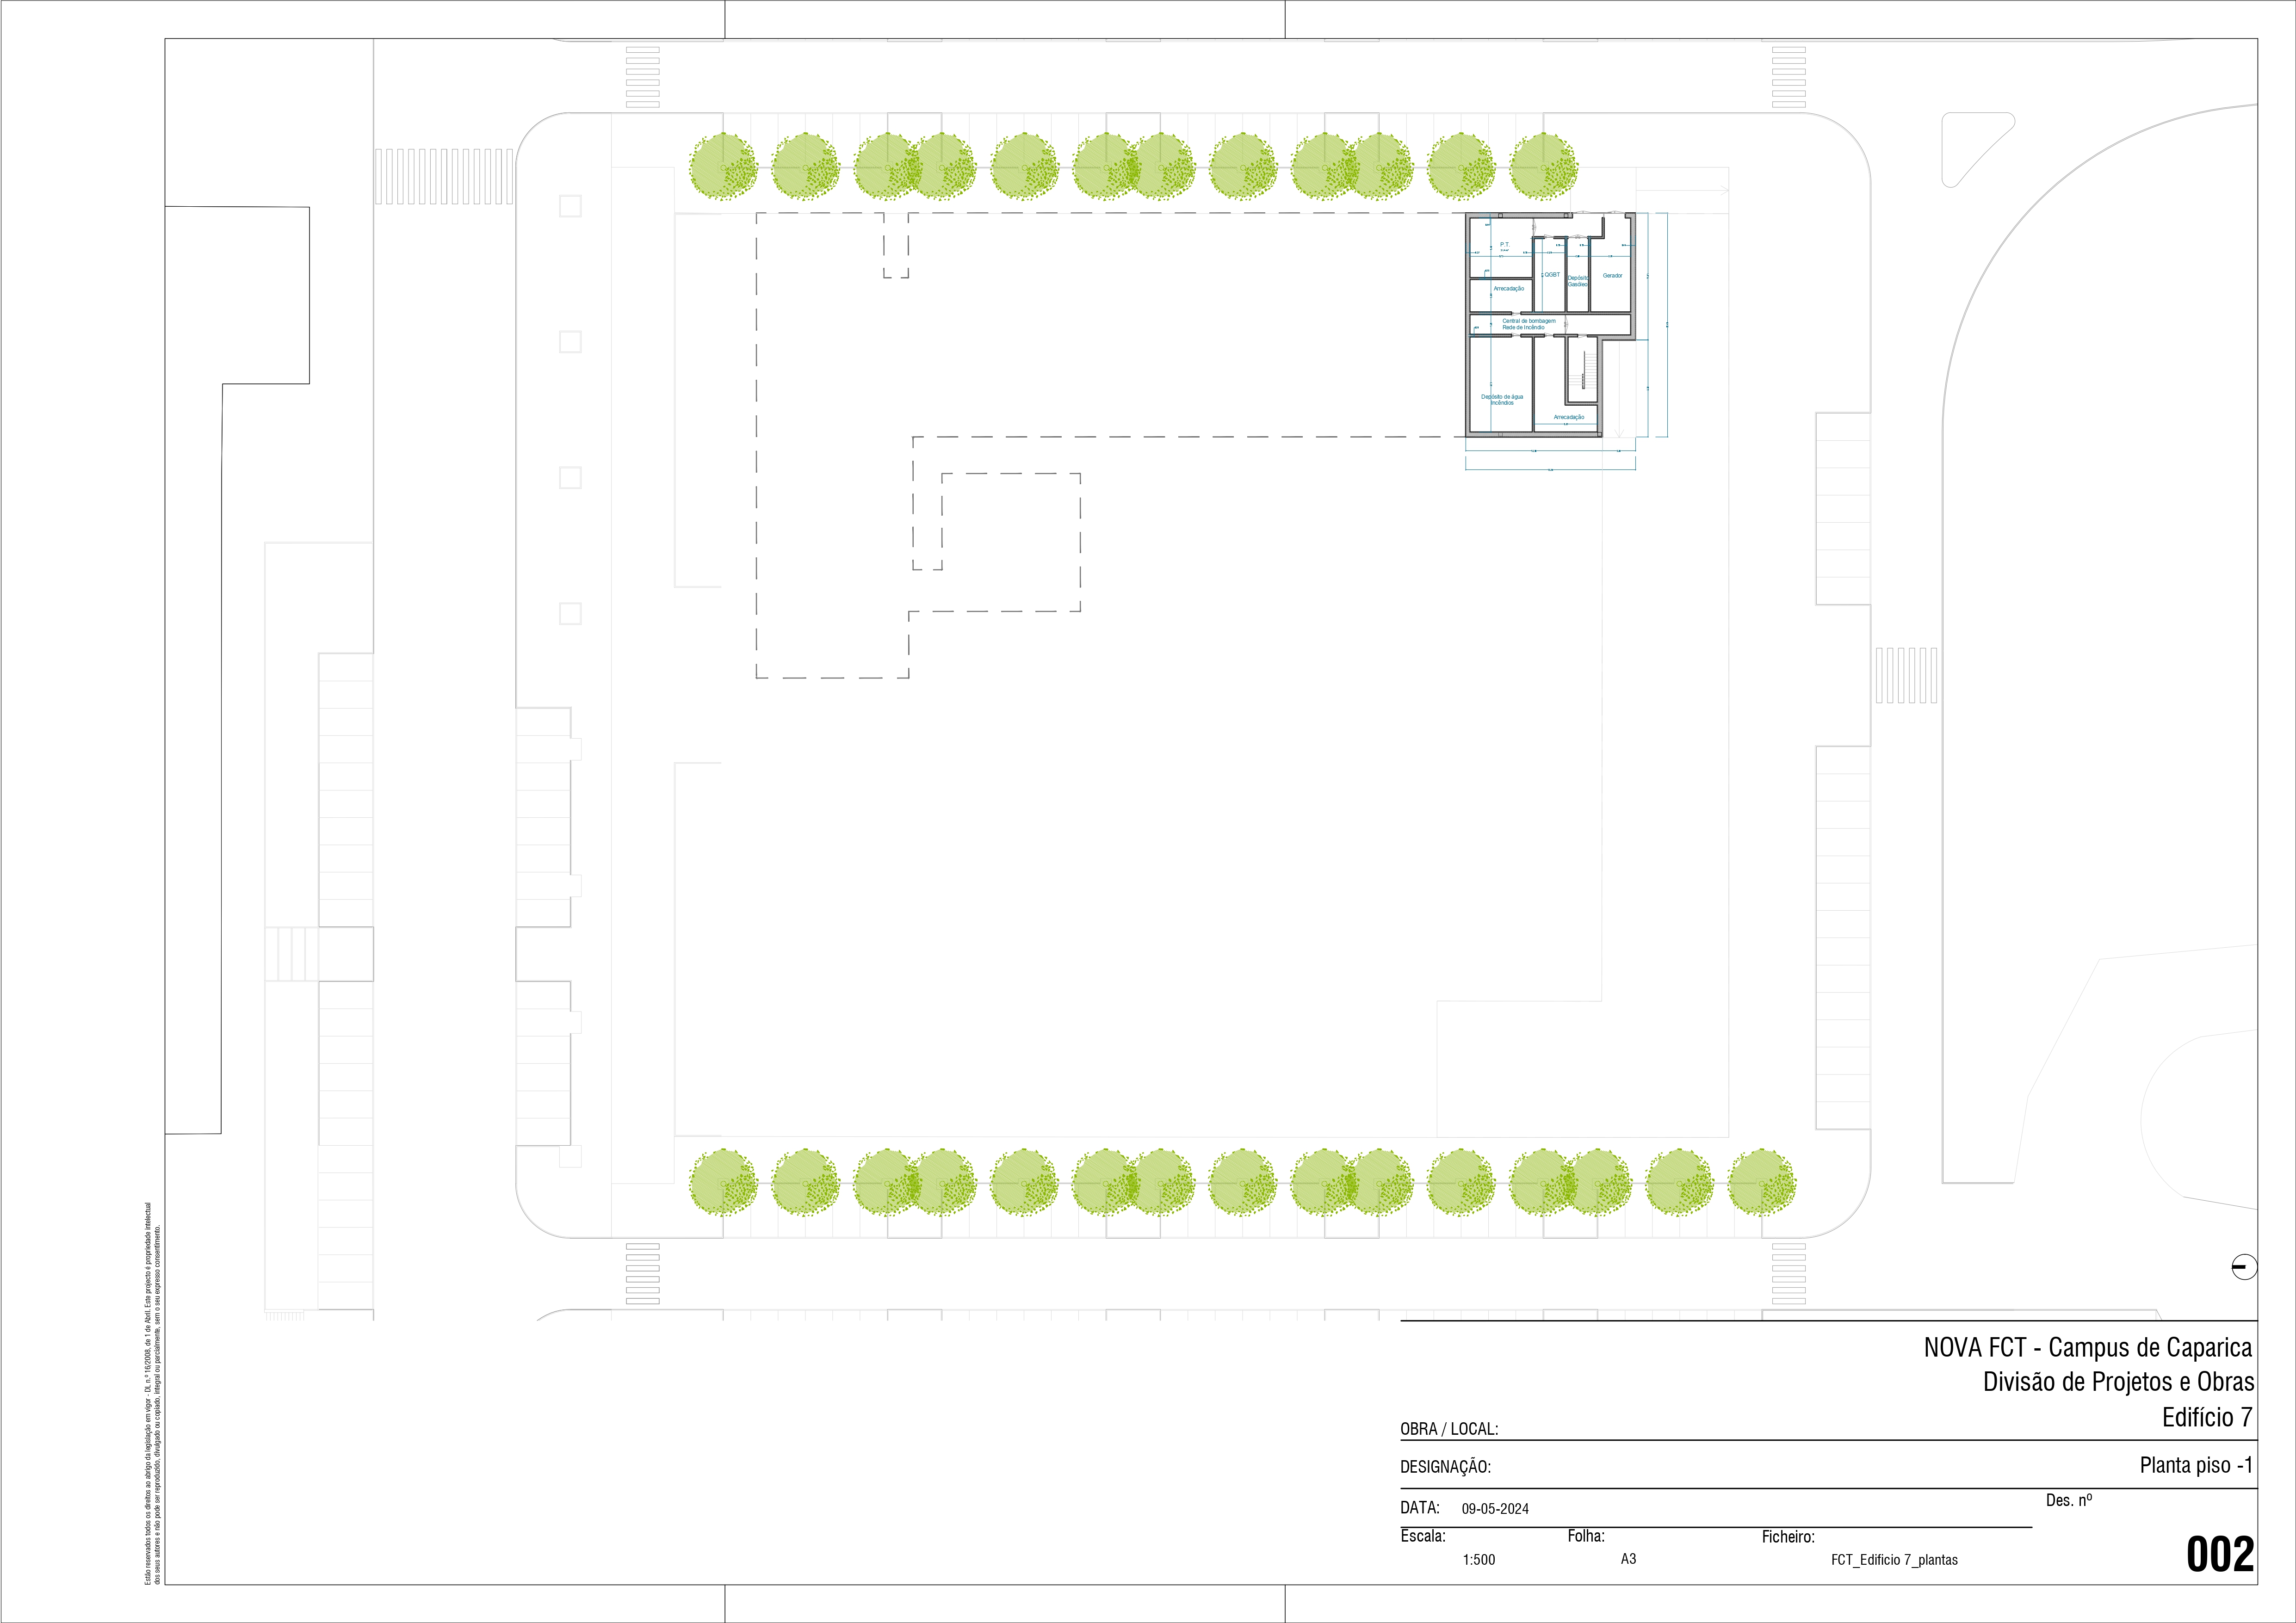 P.T.
QGBT
Depósito
Gasóleo
Gerador
Arrecadação
Central de bombagem
Rede de Incêndio
Depósito de água
Incêndios
Arrecadação
Estão reservados todos os direitos ao abrigo da legislação em vigor - DL n.º 16/2008, de 1 de Abril. Este projecto é propriedade intelectual
dos seus autores e não pode ser reproduzido, divulgado ou copiado, integral ou parcialmente, sem o seu expresso consentimento.
NOVA FCT - Campus de Caparica
Divisão de Projetos e Obras
Edifício 7
OBRA / LOCAL:
DESIGNAÇÃO:
Planta piso -1
DATA: 09-05-2024
Des. nº
Escala: Folha: Ficheiro:
1:500 A3 FCT_Edificio 7_plantas
002